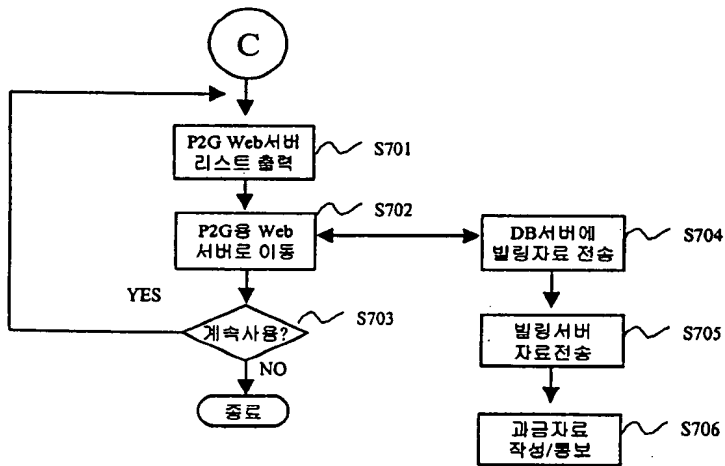 C
P2G Web서버
리스트 출력
S701
P2G용 Web
서버로 이동
S702
DB서버에
빌링자료 전송
S704
YES
계속사용?
S703
NO
종료
빌링서버
자료전송
S705
과금자료
작성/통보
S706